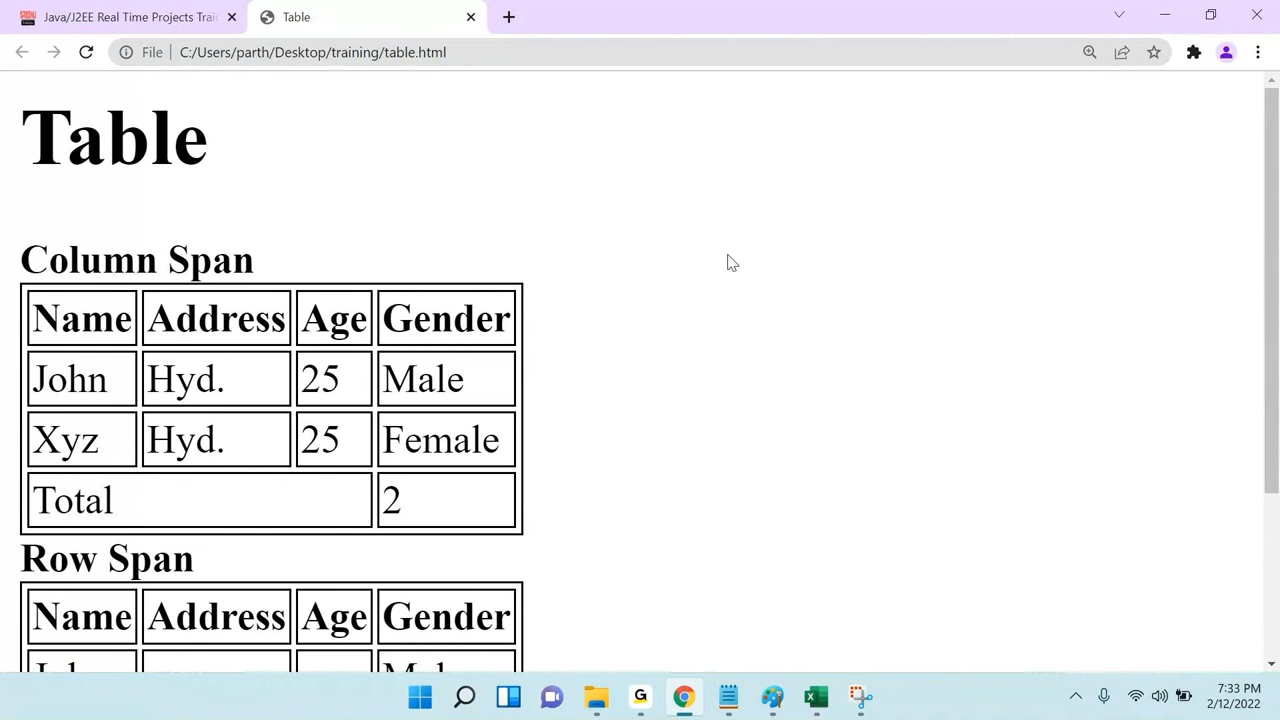 Java/J2EE Real Time Projects Trai
Table
File
C:/Users/parth/Desktop/training/table.html
Table
Column Span
Name Address Age Gender
John Hyd. 25 Male
Xyz Hyd. 25 Female
Total 2
Row Span
Name Address Age Gender
G
7:33 PM
2/12/2022